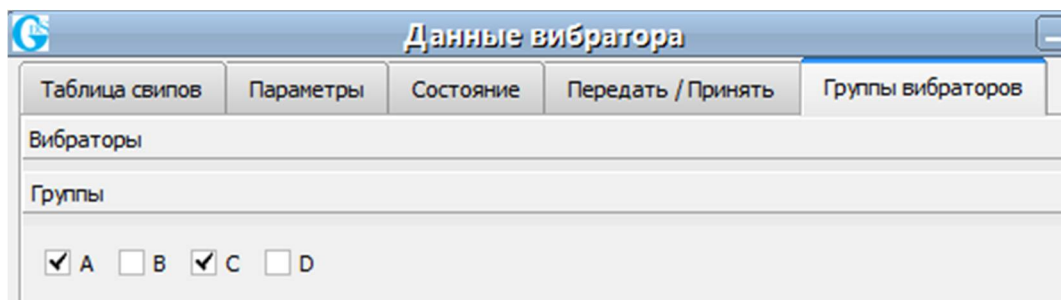 Данные вибратора
Таблица свипов Параметры Состояние Передать / Принять Группы вибраторов
Вибраторы
Группы
A B C D